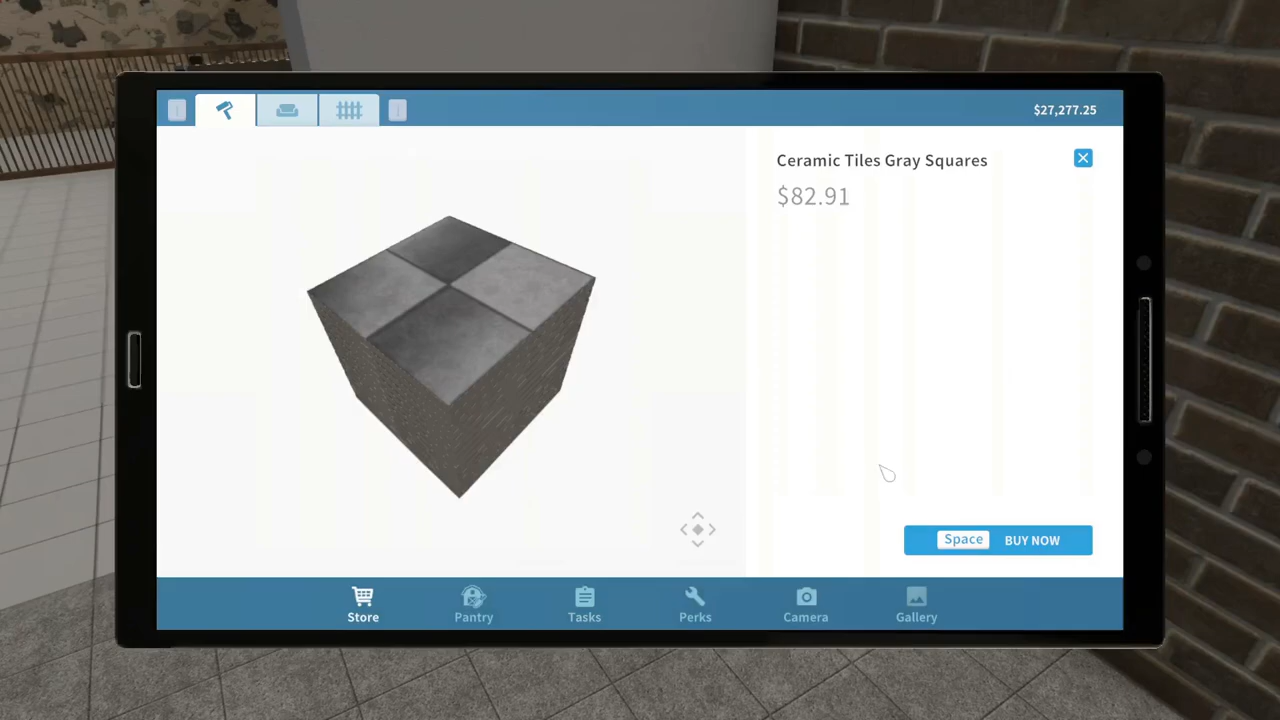 $27,277.25
Ceramic Tiles Gray Squares
$82.91
Space BUY NOW
Store Pantry Tasks Perks Camera Gallery